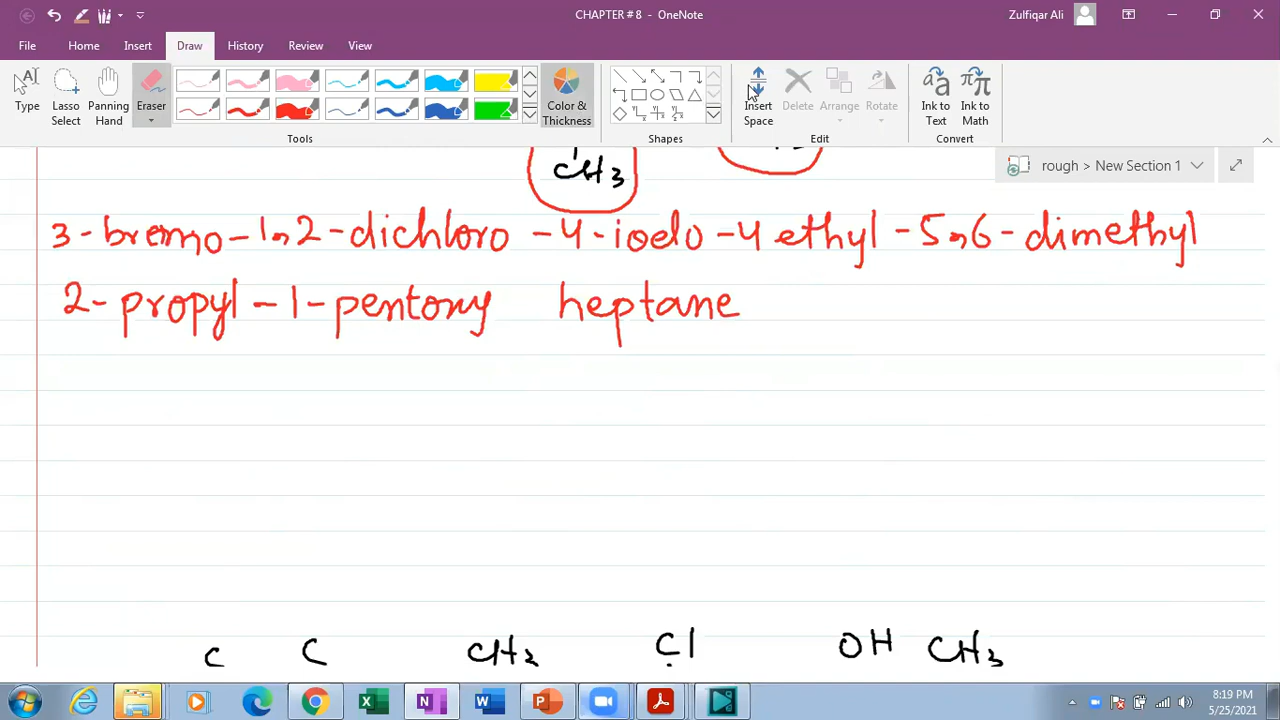 CHAPTER # 8 - OneNote
Zulfiqar Ali
File Home Insert Draw History Review View
Type
Lasso Select
Panning Hand
Eraser
Color & Thickness
Insert Space
Delete
Arrange
Rotate
Ink to Text
Ink to Math
Tools
Shapes
Edit
Convert
rough > New Section 1
CH3
3-bromo-1,2-dichloro-4-iodo-4 ethyl-5,6-dimethyl
2-propyl-1-pentoxy heptane
C C CH2 Cl OH CH3
8:19 PM
5/25/2021